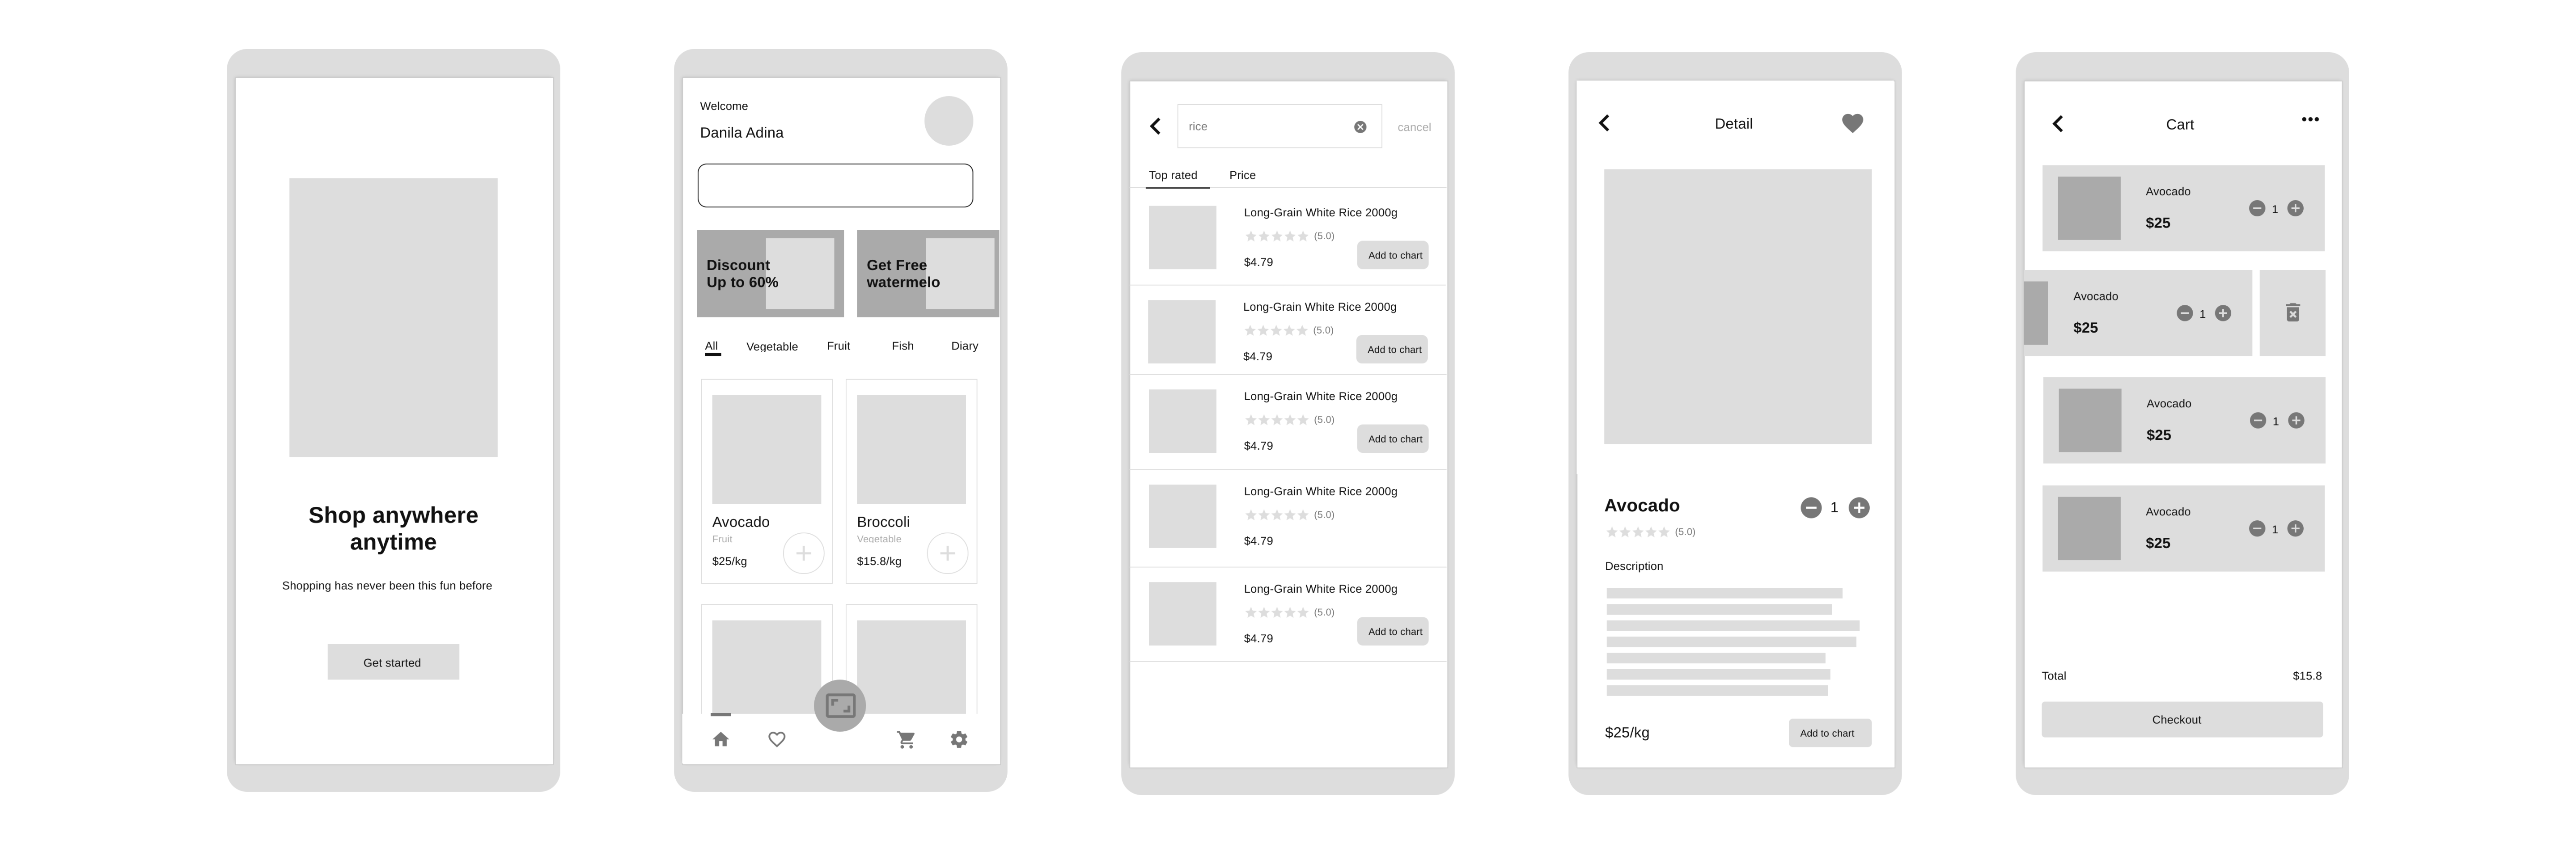 Shop anywhere
anytime
Shopping has never been this fun before
Get started
Welcome
Danila Adina
Discount
Up to 60%
Get Free
watermelo
All Vegetable Fruit Fish Diary
Avocado
Fruit
$25/kg
Broccoli
Vegetable
$15.8/kg
rice
cancel
Top rated Price
Long-Grain White Rice 2000g
(5.0)
$4.79
Add to chart
Long-Grain White Rice 2000g
(5.0)
$4.79
Add to chart
Long-Grain White Rice 2000g
(5.0)
$4.79
Add to chart
Long-Grain White Rice 2000g
(5.0)
$4.79
Long-Grain White Rice 2000g
(5.0)
$4.79
Add to chart
Detail
Avocado
1
(5.0)
Description
$25/kg
Add to chart
Cart
Avocado
$25
1
Avocado
$25
1
Avocado
$25
1
Avocado
$25
1
Total $15.8
Checkout